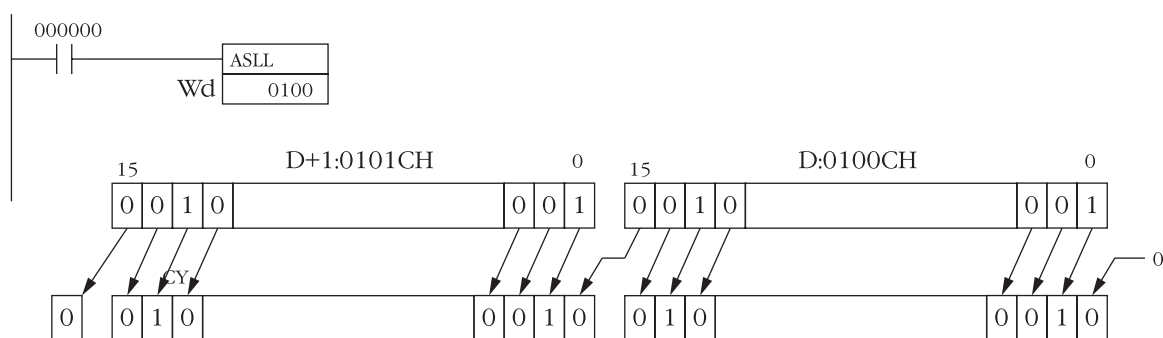 000000
ASLL
Wd 0100
15 D+1:0101CH 0 15 D:0100CH 0
0 0 1 0 0 0 1 0 0 1 0 0 0 1
CY 0
0 0 1 0 0 0 1 0 0 1 0 0 0 1 0